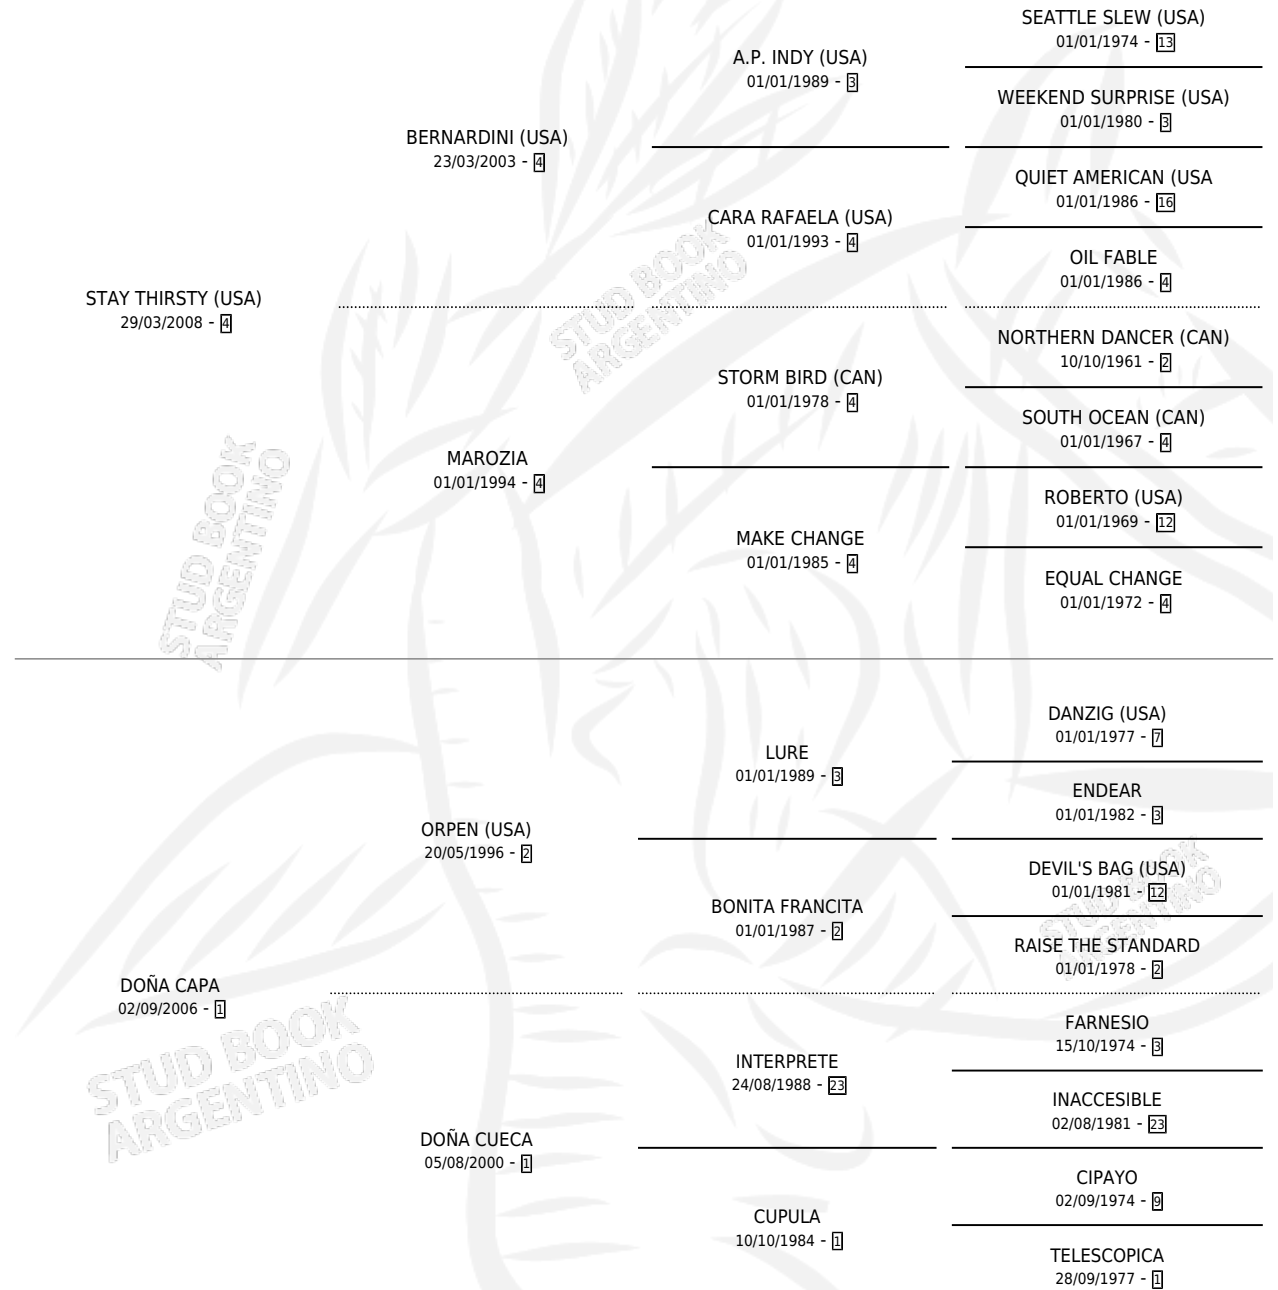 SEATTLE SLEW (USA)
01/01/1974 - 13
A.P. INDY (USA)
01/01/1989 - 3
WEEKEND SURPRISE (USA)
01/01/1980 - 3
BERNARDINI (USA)
23/03/2003 - 4
QUIET AMERICAN (USA
01/01/1986 - 16
CARA RAFAELA (USA)
01/01/1993 - 4
OIL FABLE
01/01/1986 - 4
STAY THIRSTY (USA)
29/03/2008 - 4
STUD BOOK
ARGENTINO
NORTHERN DANCER (CAN)
10/10/1961 - 2
STORM BIRD (CAN)
01/01/1978 - 4
SOUTH OCEAN (CAN)
01/01/1967 - 4
MAROZIA
01/01/1994 - 4
ROBERTO (USA)
01/01/1969 - 12
MAKE CHANGE
01/01/1985 - 4
EQUAL CHANGE
01/01/1972 - 4
STUD BOOK
ARGENTINO
DANZIG (USA)
01/01/1977 - 7
LURE
01/01/1989 - 3
ENDEAR
01/01/1982 - 3
ORPEN (USA)
20/05/1996 - 2
DEVIL'S BAG (USA)
01/01/1981 - 12
STUD BOOK
ARGENTINO
BONITA FRANCITA
01/01/1987 - 2
RAISE THE STANDARD
01/01/1978 - 2
DOÑA CAPA
02/09/2006 - 1
STUD BOOK
ARGENTINO
FARNESIO
15/10/1974 - 3
INTERPRETE
24/08/1988 - 23
INACCESIBLE
02/08/1981 - 23
DOÑA CUECA
05/08/2000 - 1
CIPAYO
02/09/1974 - 9
CUPULA
10/10/1984 - 1
TELESCOPICA
28/09/1977 - 1